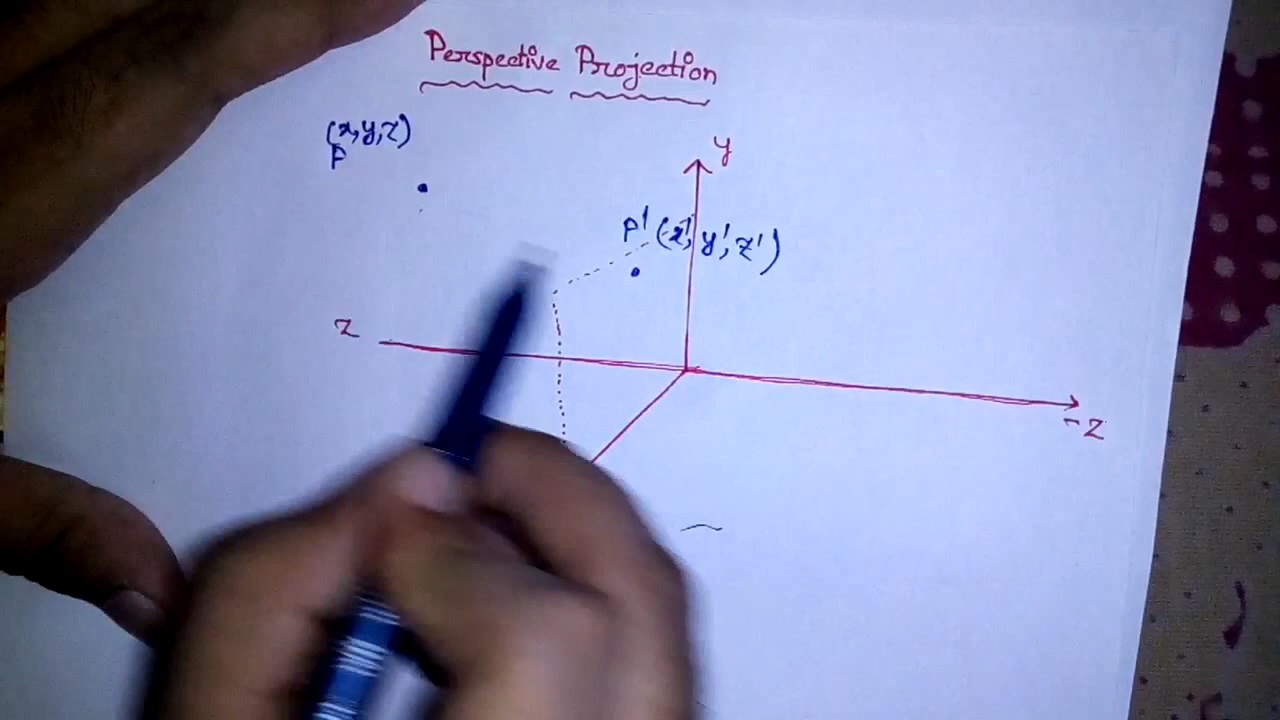 Perspective Projection
(x,y,z)
P
y
P' (x', y', z')
z
-z